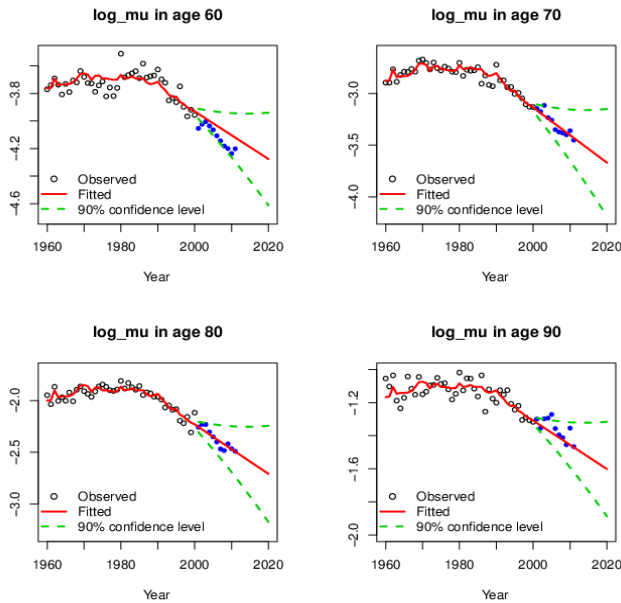 log_mu in age 60
−3.8
−4.2
−4.6
Observed
Fitted
90% confidence level
1960
1980
2000
2020
Year
log_mu in age 70
−3.0
−3.5
−4.0
Observed
Fitted
90% confidence level
1960
1980
2000
2020
Year
log_mu in age 80
−2.0
−2.5
−3.0
Observed
Fitted
90% confidence level
1960
1980
2000
2020
Year
log_mu in age 90
−1.2
−1.6
−2.0
Observed
Fitted
90% confidence level
1960
1980
2000
2020
Year